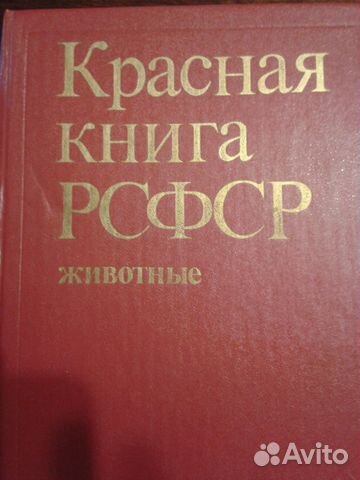 Красная
книга
РСФСР
животные
Avito